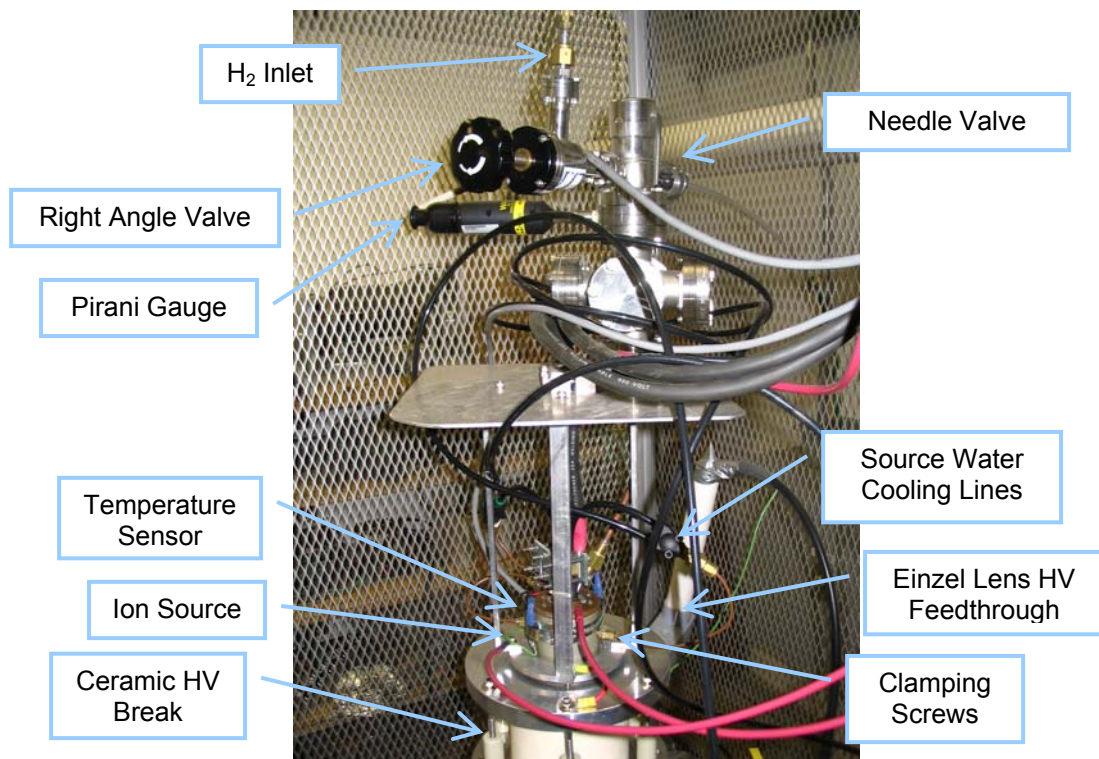 H₂ Inlet
Needle Valve
Right Angle Valve
Pirani Gauge
Source Water
Cooling Lines
Temperature
Sensor
Einzel Lens HV
Feedthrough
Ion Source
Ceramic HV
Break
Clamping
Screws